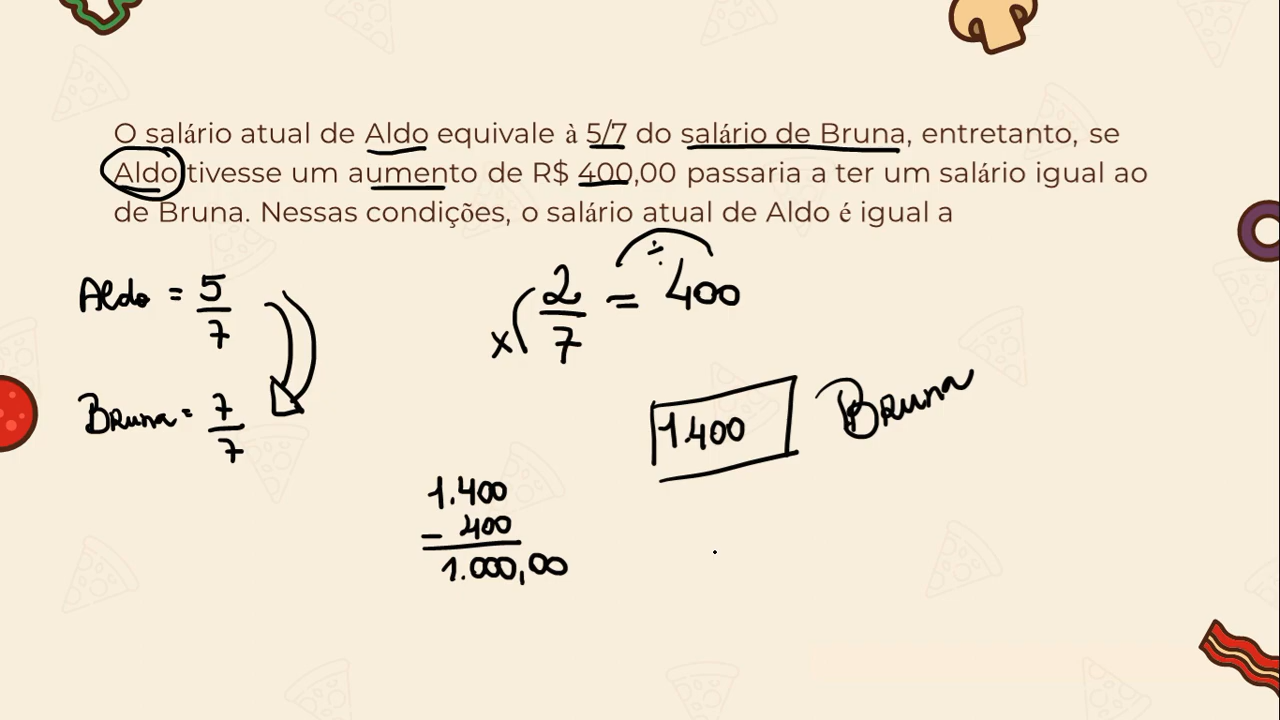 O salário atual de Aldo equivale à 5/7 do salário de Bruna, entretanto, se
Aldo tivesse um aumento de R$ 400,00 passaria a ter um salário igual ao
de Bruna. Nessas condições, o salário atual de Aldo é igual a
Aldo = 5/7
÷
x 2/7 = 400
Bruna = 7/7
1400 Bruna
1.400
- 400
1.000,00